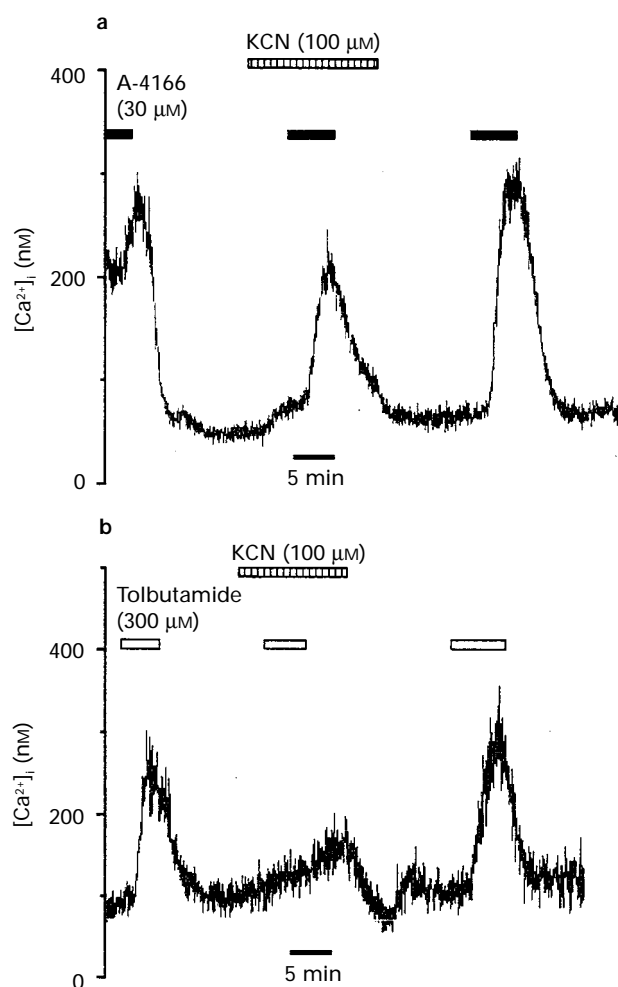 a
KCN (100 μM)
400
A-4166
(30 μM)
[Ca²⁺]ᵢ (nM)
200
0
5 min
b
KCN (100 μM)
Tolbutamide
(300 μM)
400
[Ca²⁺]ᵢ (nM)
200
0
5 min